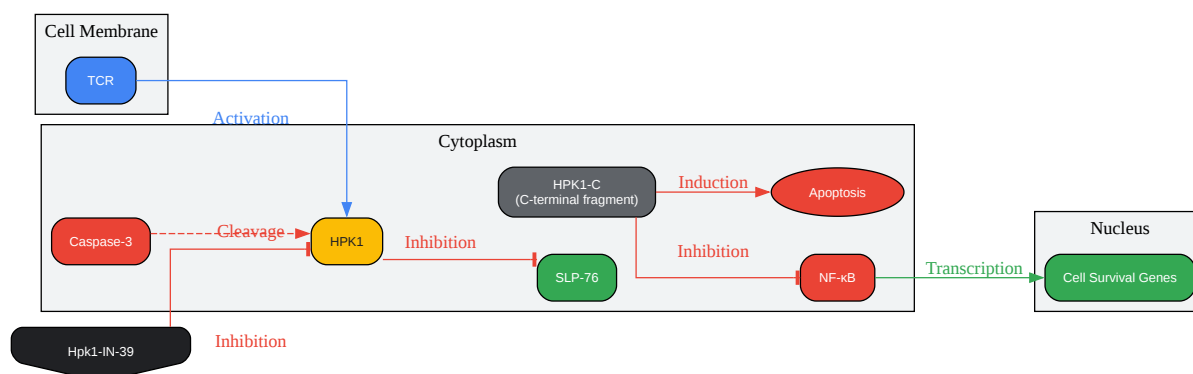 Cell Membrane
TCR
Activation
Cytoplasm
HPK1-C
(C-terminal fragment)
Induction
Apoptosis
Caspase-3
Cleavage
HPK1
Inhibition
SLP-76
Inhibition
NF-κB
Transcription
Nucleus
Cell Survival Genes
Hpk1-IN-39
Inhibition